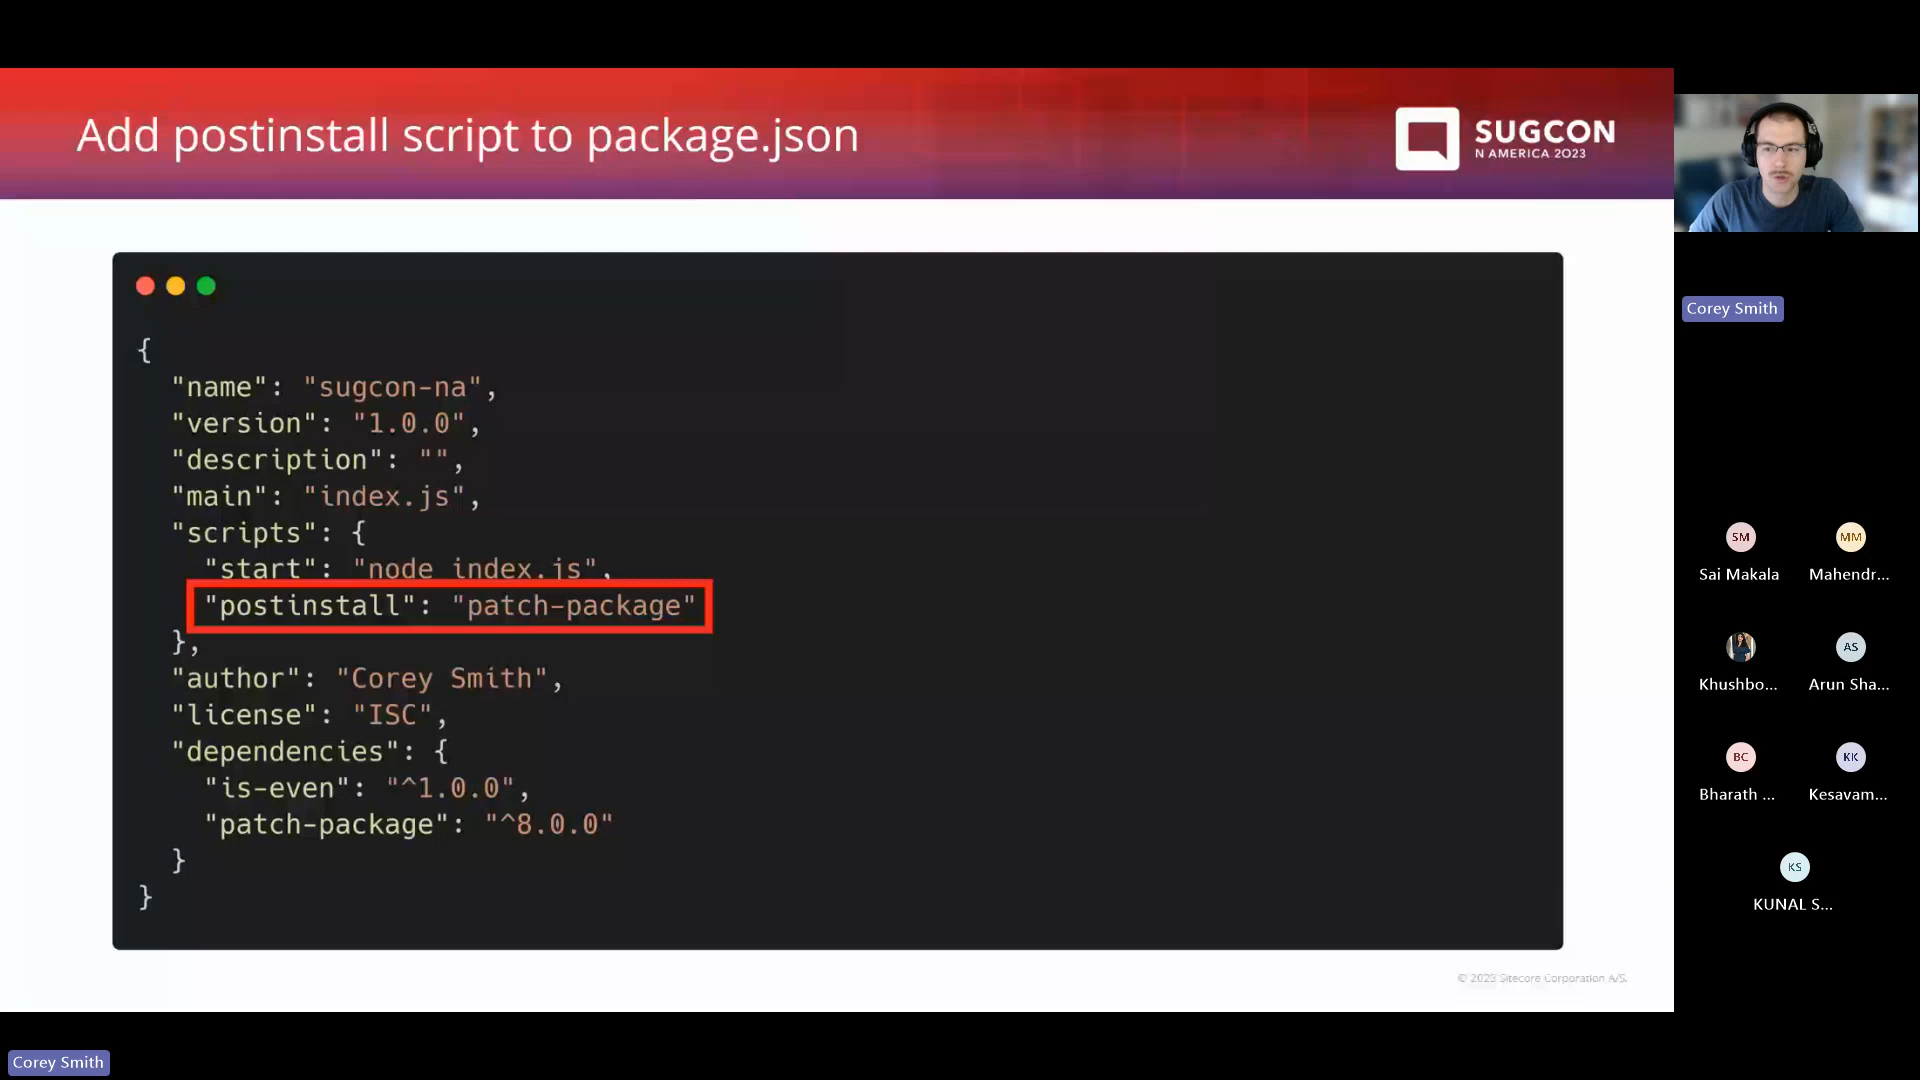 Add postinstall script to package.json
SUGCON
N AMERICA 2023
{
"name": "sugcon-na",
"version": "1.0.0",
"description": "",
"main": "index.js",
"scripts": {
"start": "node index.js",
"postinstall": "patch-package"
},
"author": "Corey Smith",
"license": "ISC",
"dependencies": {
"is-even": "^1.0.0",
"patch-package": "^8.0.0"
}
}
© 2023 Sitecore Corporation A/S.
Corey Smith
SM
MM
Sai Makala
Mahendr...
AS
Khushbo...
Arun Sha...
BC
KK
Bharath ...
Kesavam...
KS
KUNAL S...
Corey Smith